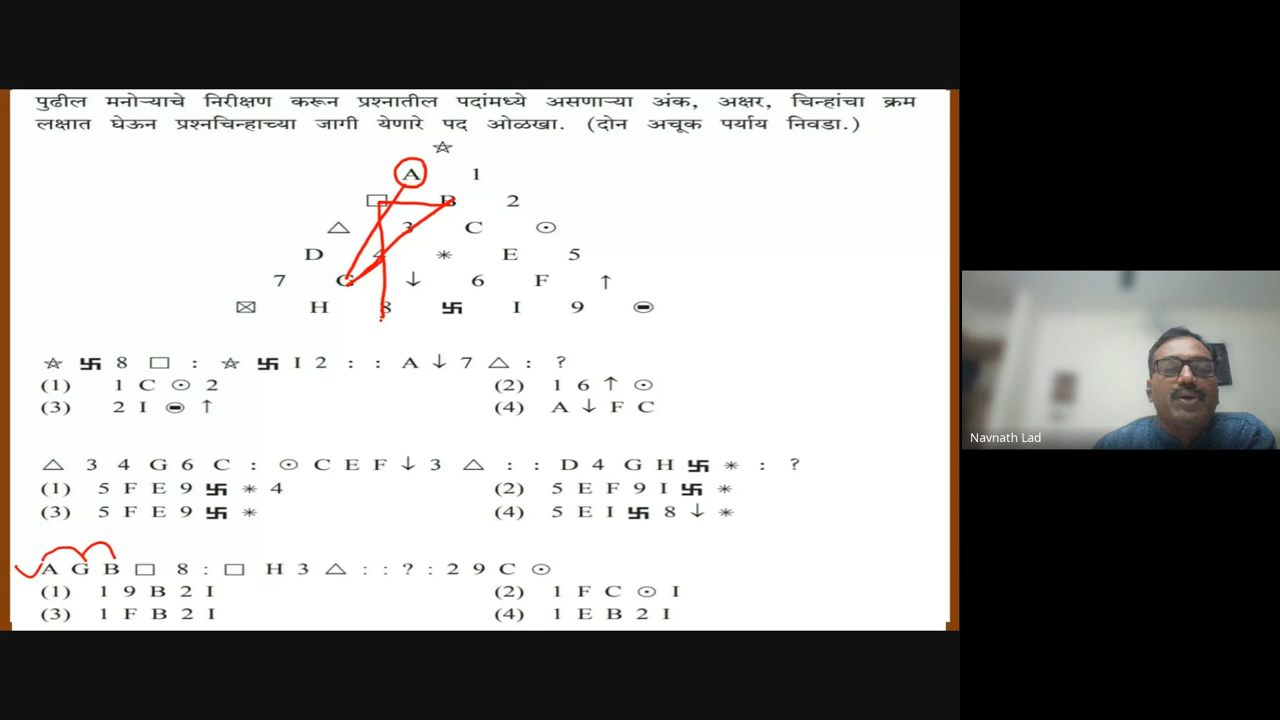 पुढील मनोऱ्याचे निरीक्षण करून प्रश्नातील पदांमध्ये असणाऱ्या अंक, अक्षर, चिन्हांचा क्रम
लक्षात घेऊन प्रश्नचिन्हाच्या जागी येणारे पद ओळखा. (दोन अचूक पर्याय निवडा.)
☆
A 1
□ B 2
△ 3 C ⊙
D 4 * E 5
7 G ↓ 6 F ↑
☒ H 8 卐 I 9 ⊖
☆ 卐 8 □ : ☆ 卐 I 2 : : A ↓ 7 △ : ?
(1) 1 C ⊙ 2 (2) 1 6 ↑ ⊙
(3) 2 I ⊖ ↑ (4) A ↓ F C
△ 3 4 G 6 C : ⊙ C E F ↓ 3 △ : : D 4 G H 卐 * : ?
(1) 5 F E 9 卐 * 4 (2) 5 E F 9 I 卐 *
(3) 5 F E 9 卐 * (4) 5 E I 卐 8 ↓ *
A G B □ 8 : □ H 3 △ : : ? : 2 9 C ⊙
(1) 1 9 B 2 I (2) 1 F C ⊙ I
(3) 1 F B 2 I (4) 1 E B 2 I
Navnath Lad